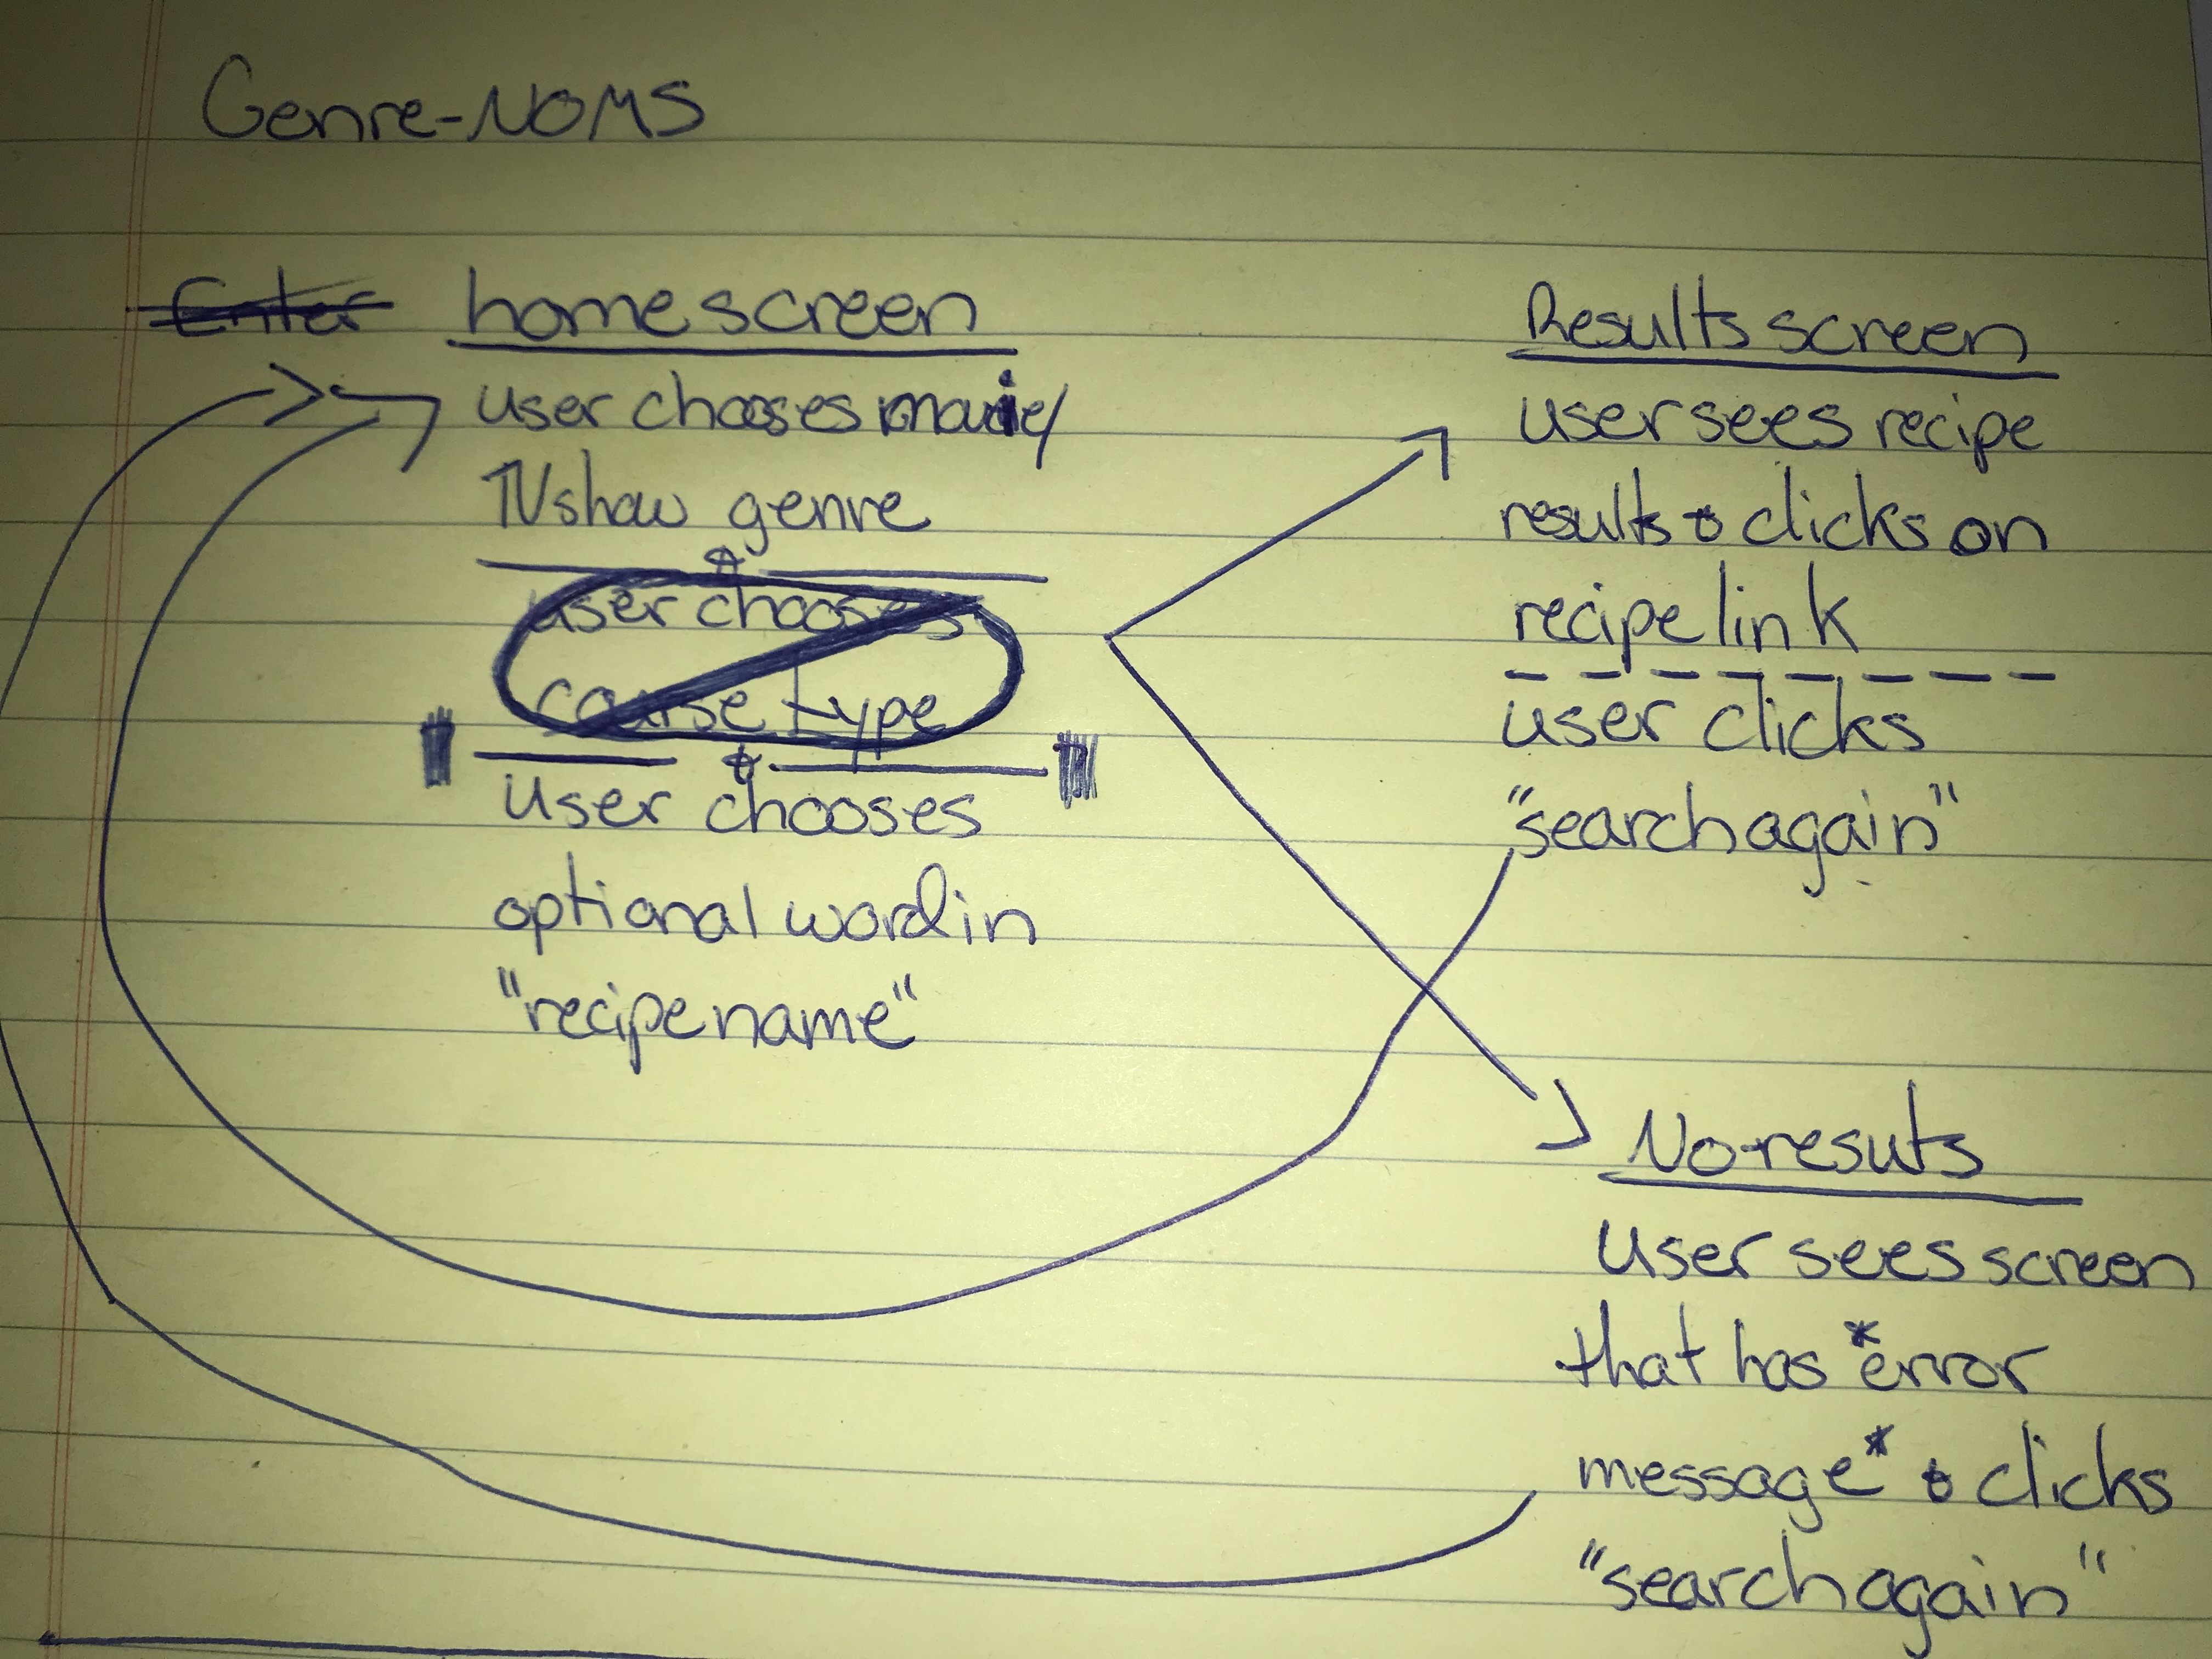 Genre-NOMS
Enter home screen
user chooses movie/
TV show genre
&
user chooses
course type
&
user chooses
optional word in
"recipe name"
Results screen
user sees recipe
results & clicks on
recipe link
user clicks
"search again"
No results
user sees screen
that has *error
message* & clicks
"search again"